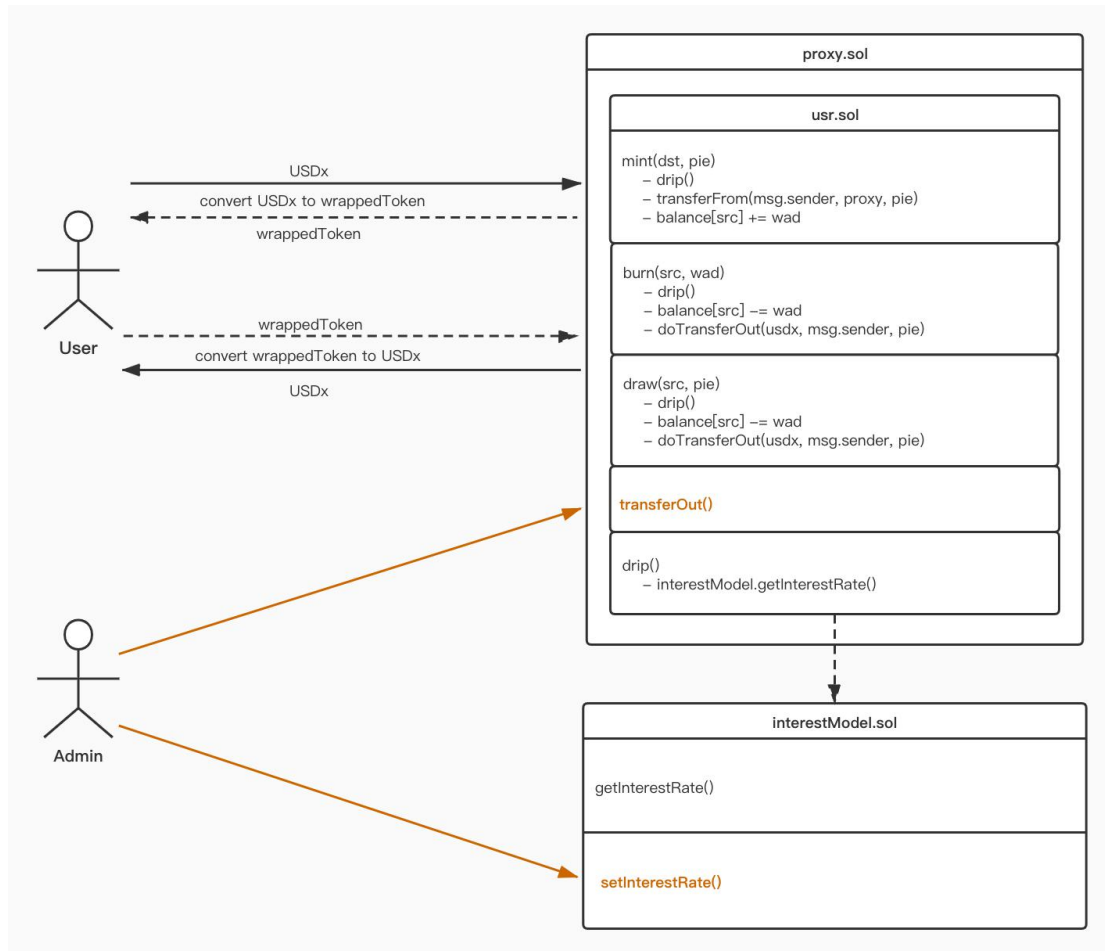 proxy.sol
usr.sol
mint(dst, pie)
– drip()
– transferFrom(msg.sender, proxy, pie)
– balance[src] += wad
burn(src, wad)
– drip()
– balance[src] –= wad
– doTransferOut(usdx, msg.sender, pie)
draw(src, pie)
– drip()
– balance[src] –= wad
– doTransferOut(usdx, msg.sender, pie)
transferOut()
drip()
– interestModel.getInterestRate()
USDx
convert USDx to wrappedToken
wrappedToken
User
wrappedToken
convert wrappedToken to USDx
USDx
Admin
interestModel.sol
getInterestRate()
setInterestRate()